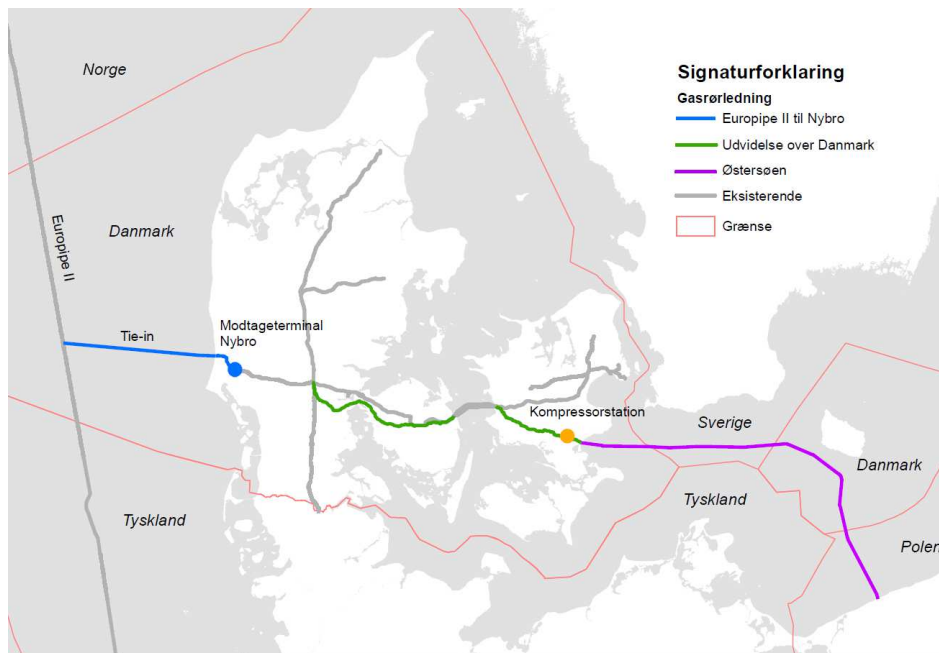 Norge
Signaturforklaring
Gasrørledning
Europipe II til Nybro
Udvidelse over Danmark
Østersøen
Eksisterende
Grænse
Europipe II
Danmark
Tie-in
Modtageterminal
Nybro
Kompressorstation
Sverige
Danmark
Tyskland
Tyskland
Polen